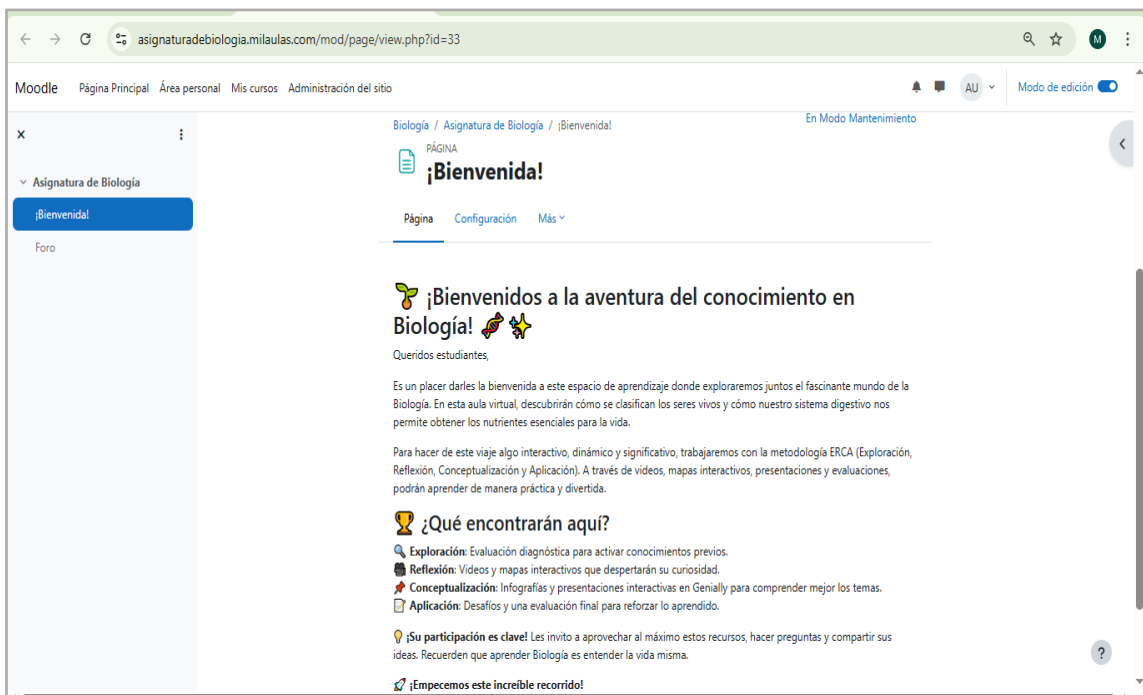 asignaturadebiologia.milaulas.com/mod/page/view.php?id=33
M
Moodle Página Principal Área personal Mis cursos Administración del sitio AU Modo de edición
x
Asignatura de Biología
¡Bienvenida!
Foro
Biología / Asignatura de Biología / ¡Bienvenida! En Modo Mantenimiento
PÁGINA
¡Bienvenida!
Página Configuración Más
🌱 ¡Bienvenidos a la aventura del conocimiento en
Biología! 🧬✨
Queridos estudiantes,
Es un placer darles la bienvenida a este espacio de aprendizaje donde exploraremos juntos el fascinante mundo de la
Biología. En esta aula virtual, descubrirán cómo se clasifican los seres vivos y cómo nuestro sistema digestivo nos
permite obtener los nutrientes esenciales para la vida.
Para hacer de este viaje algo interactivo, dinámico y significativo, trabajaremos con la metodología ERCA (Exploración,
Reflexión, Conceptualización y Aplicación). A través de videos, mapas interactivos, presentaciones y evaluaciones,
podrán aprender de manera práctica y divertida.
🏆 ¿Qué encontrarán aquí?
🔍 Exploración: Evaluación diagnóstica para activar conocimientos previos.
🎥 Reflexión: Videos y mapas interactivos que despertarán su curiosidad.
📌 Conceptualización: Infografías y presentaciones interactivas en Genially para comprender mejor los temas.
📝 Aplicación: Desafíos y una evaluación final para reforzar lo aprendido.
💡 ¡Su participación es clave! Les invito a aprovechar al máximo estos recursos, hacer preguntas y compartir sus
ideas. Recuerden que aprender Biología es entender la vida misma.
🚀 ¡Empecemos este increíble recorrido!
?